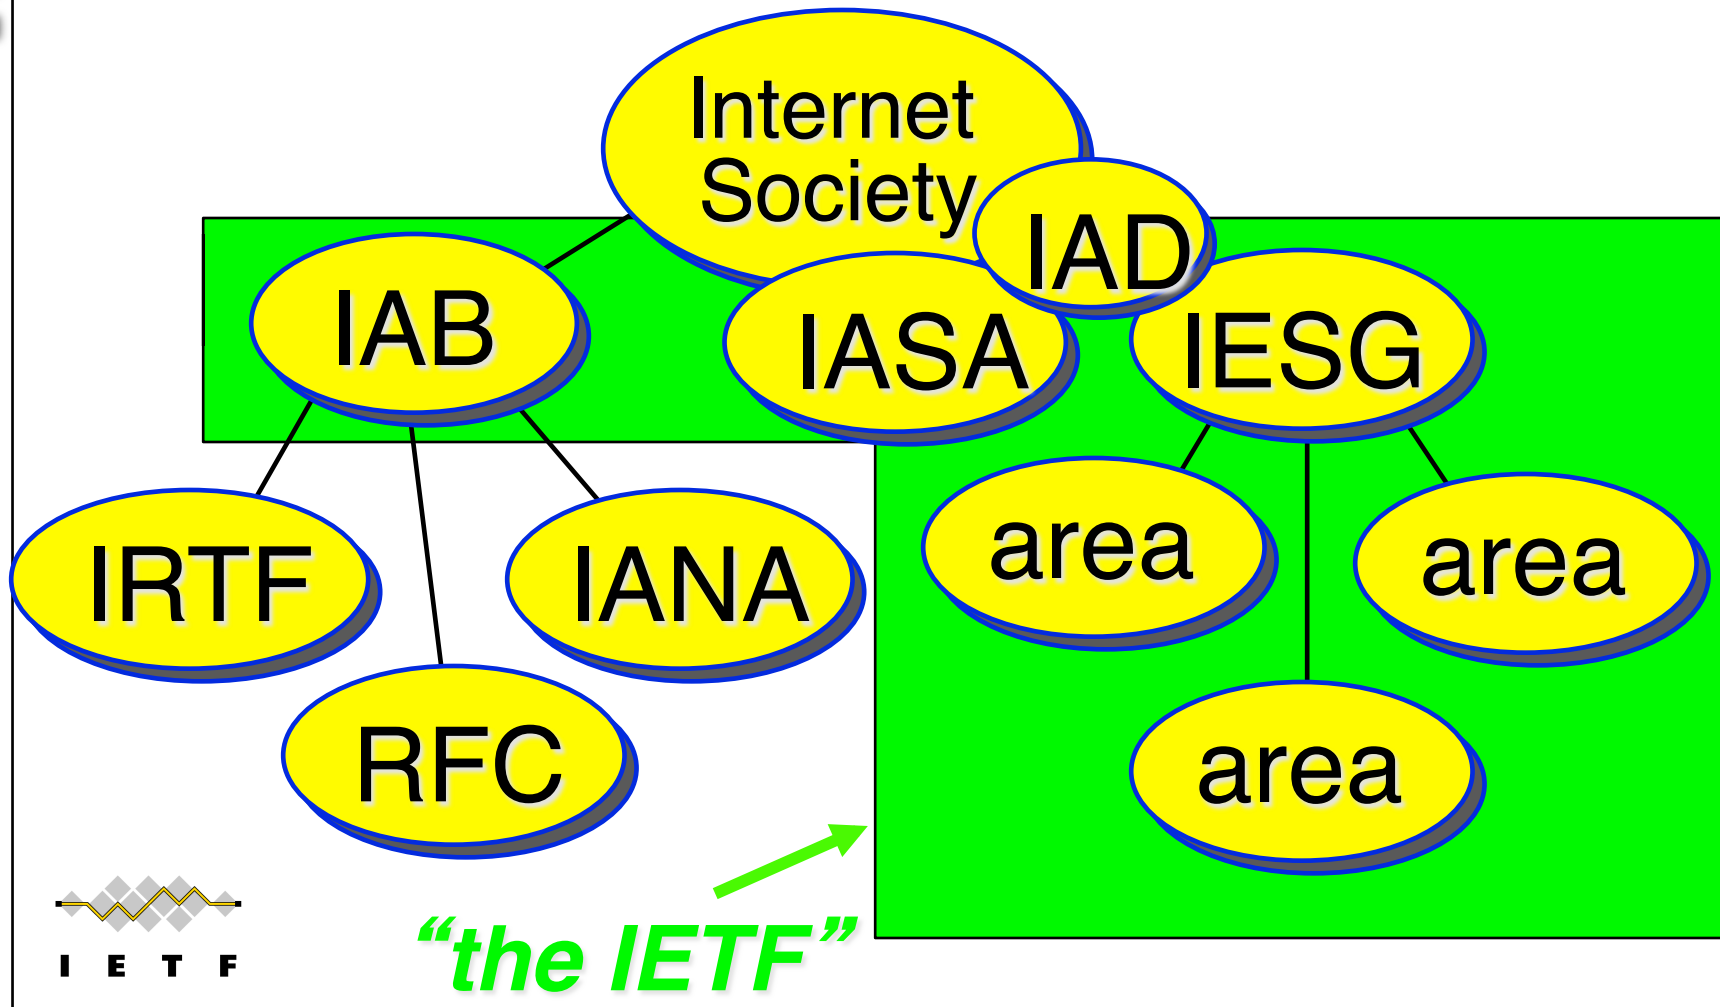 Internet
Society
IAD
IAB
IASA
IESG
IRTF
IANA
area
area
RFC
area
“the IETF”
I E T F